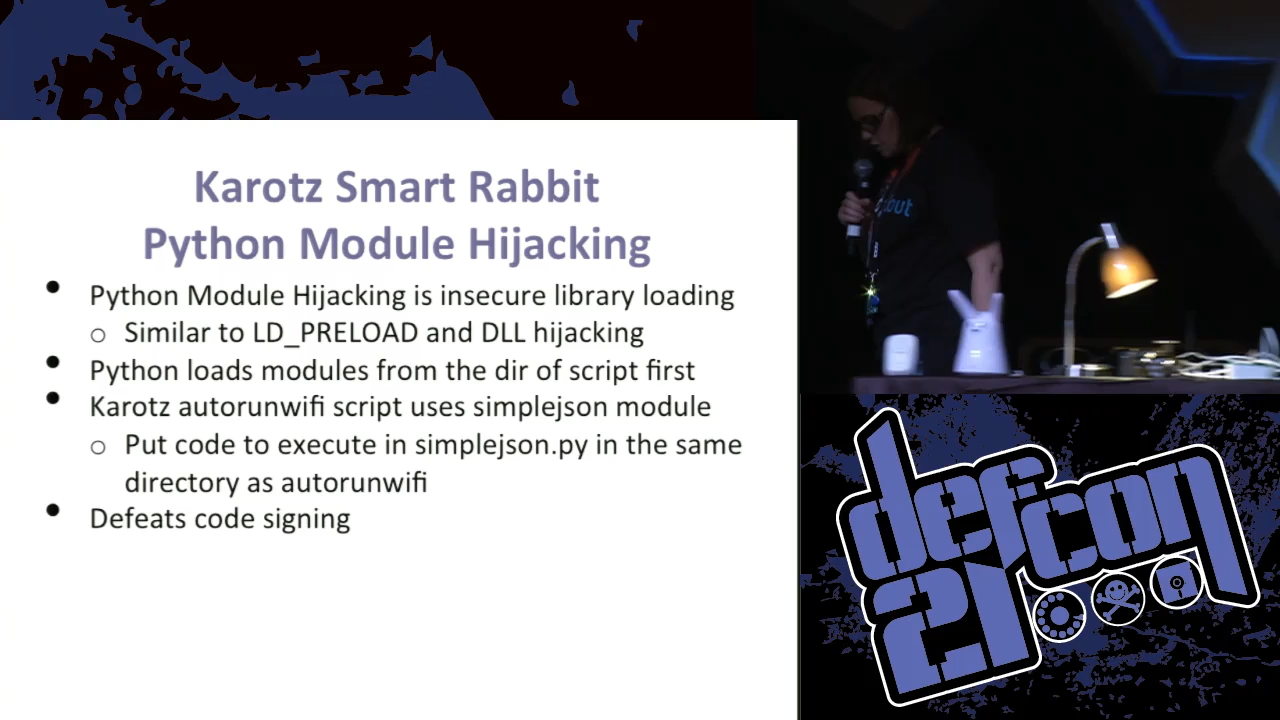 Karotz Smart Rabbit
Python Module Hijacking
• Python Module Hijacking is insecure library loading
o Similar to LD_PRELOAD and DLL hijacking
• Python loads modules from the dir of script first
• Karotz autorunwifi script uses simplejson module
o Put code to execute in simplejson.py in the same
directory as autorunwifi
• Defeats code signing
defcon
21